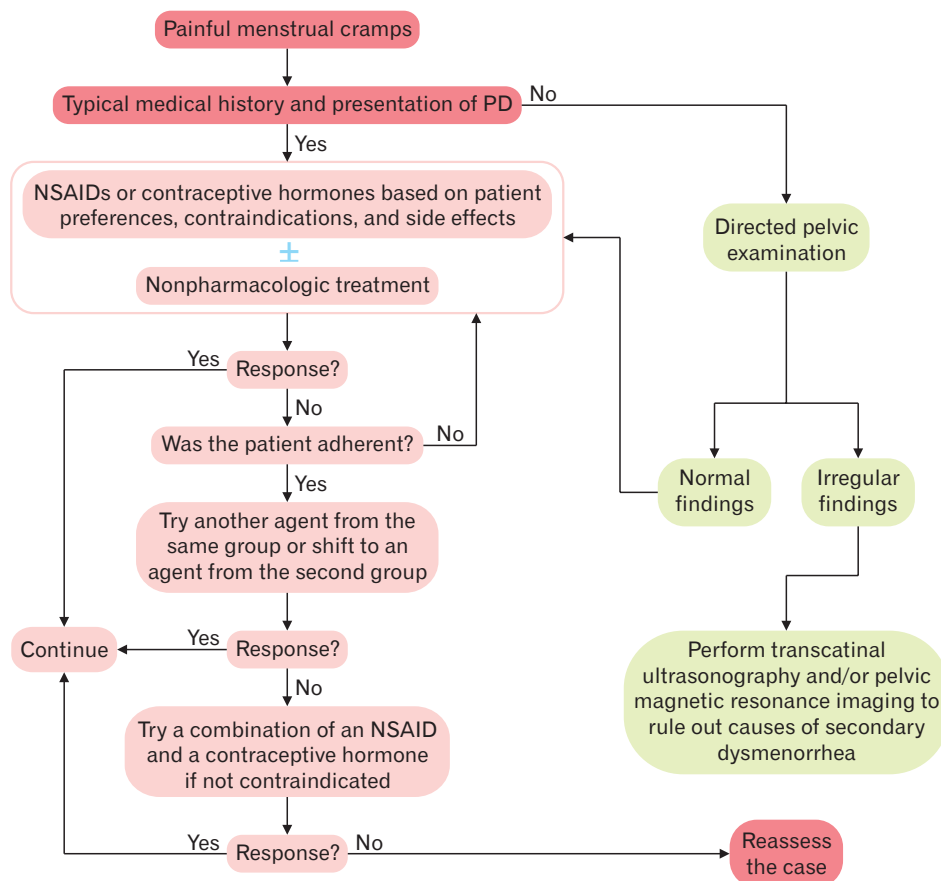 Painful menstrual cramps
Typical medical history and presentation of PD
No
Yes
NSAIDs or contraceptive hormones based on patient
preferences, contraindications, and side effects
±
Nonpharmacologic treatment
Directed pelvic
examination
Yes
Response?
No
Was the patient adherent?
No
Yes
Normal
findings
Irregular
findings
Try another agent from the
same group or shift to an
agent from the second group
Continue
Yes
Response?
No
Perform transcatinal
ultrasonography and/or pelvic
magnetic resonance imaging to
rule out causes of secondary
dysmenorrhea
Try a combination of an NSAID
and a contraceptive hormone
if not contraindicated
Yes
Response?
No
Reassess
the case